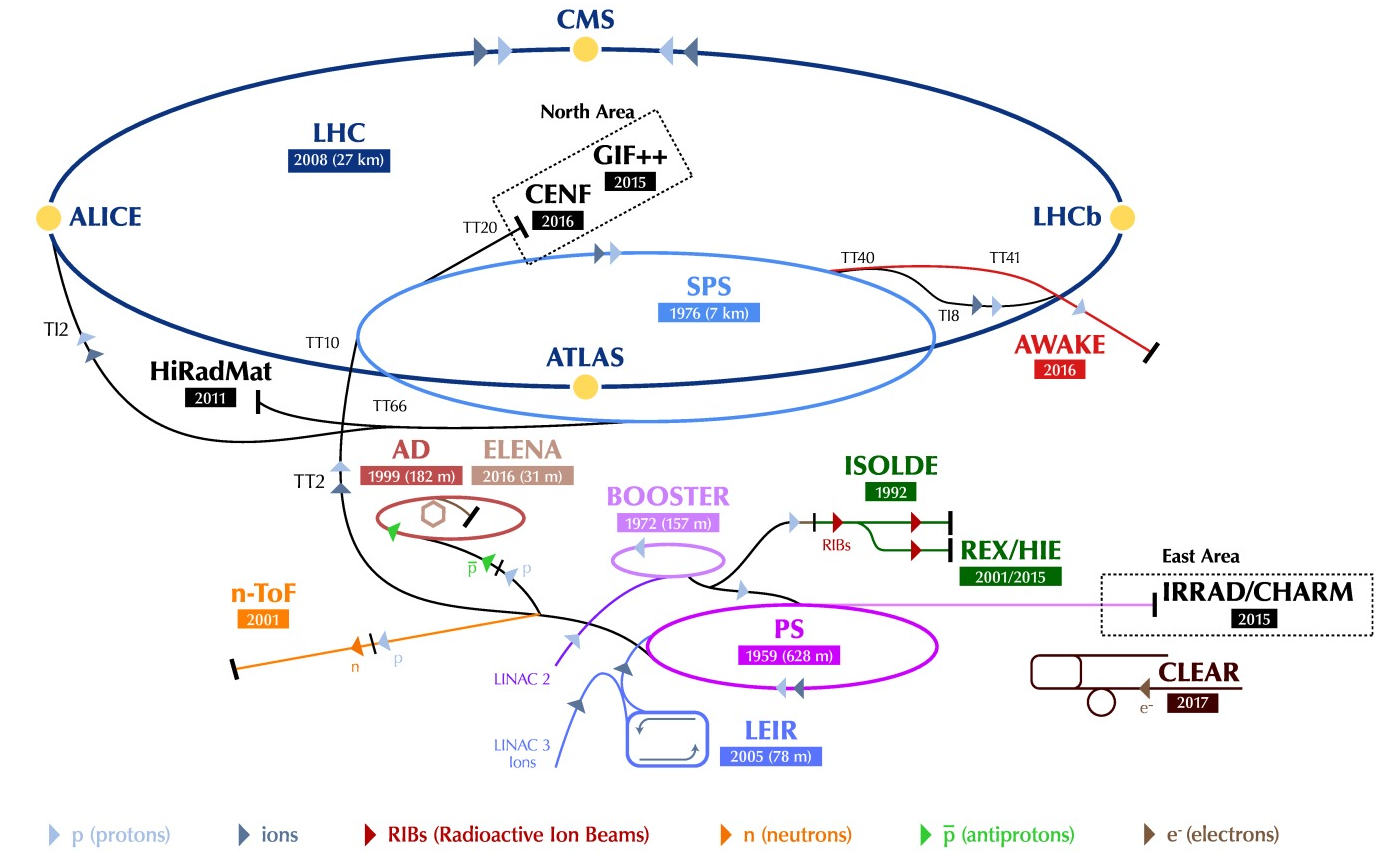 CMS
North Area
LHC
2008 (27 km)
GIF++
2015
CENF
2016
ALICE
LHCb
TT20
TT40
TT41
SPS
1976 (7 km)
TI8
TI2
TT10
ATLAS
AWAKE
2016
HiRadMat
2011
TT66
AD
1999 (182 m)
ELENA
2016 (31 m)
TT2
ISOLDE
1992
BOOSTER
1972 (157 m)
RIBs
REX/HIE
2001/2015
East Area
IRRAD/CHARM
2015
p̄
p
n-ToF
2001
n
p
PS
1959 (628 m)
LINAC 2
CLEAR
2017
e-
LEIR
2005 (78 m)
LINAC 3
Ions
p (protons)
ions
RIBs (Radioactive Ion Beams)
n (neutrons)
p̄ (antiprotons)
e- (electrons)